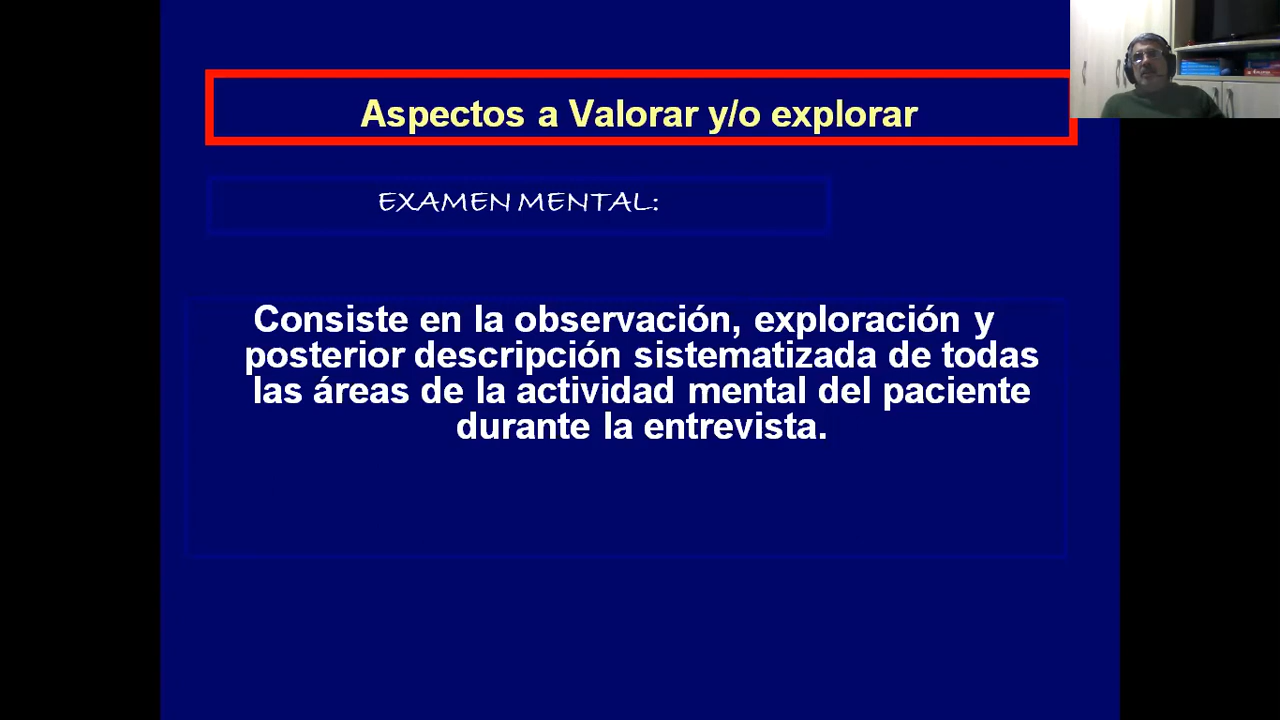 Aspectos a Valorar y/o explorar
EXAMEN MENTAL:
Consiste en la observación, exploración y
posterior descripción sistematizada de todas
las áreas de la actividad mental del paciente
durante la entrevista.